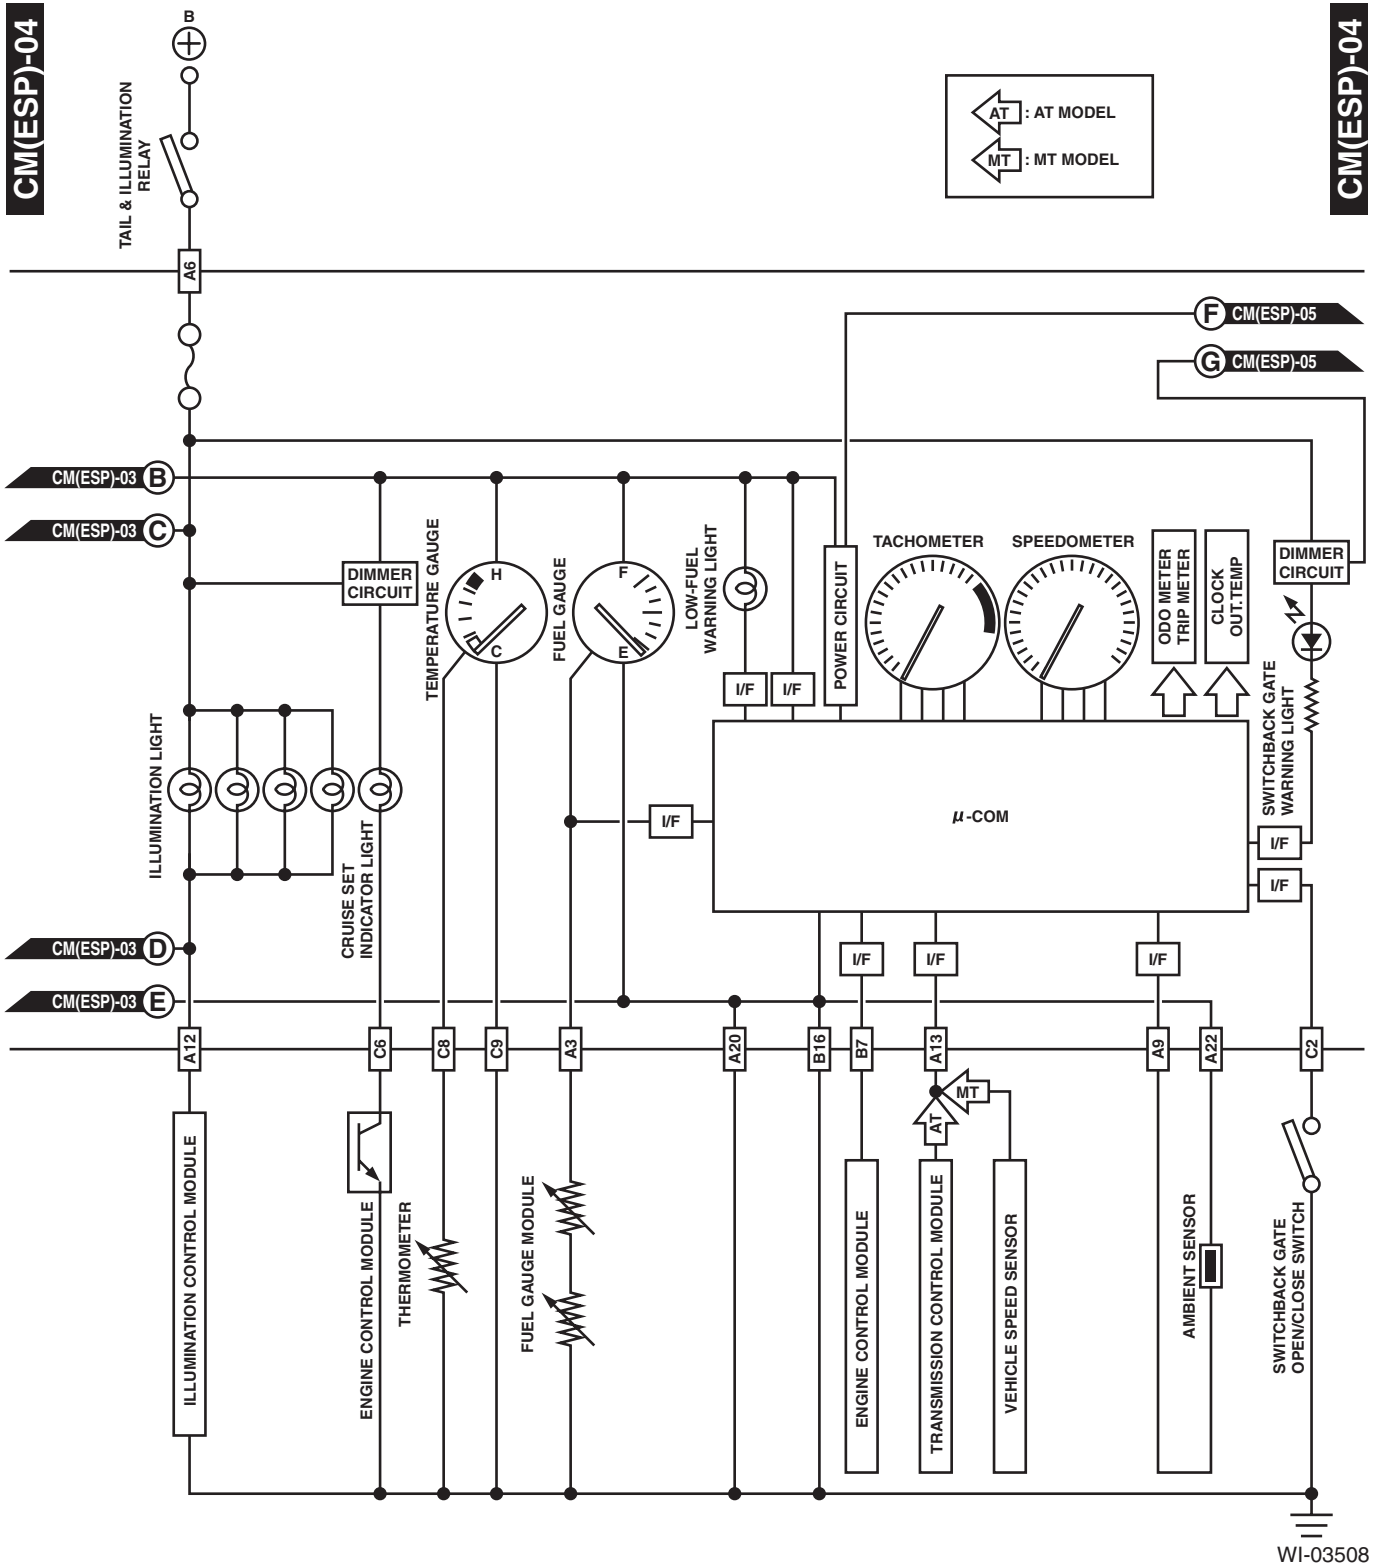 CM(ESP)-04
CM(ESP)-04
B
TAIL & ILLUMINATION
RELAY
AT : AT MODEL
MT : MT MODEL
A6
F CM(ESP)-05
G CM(ESP)-05
CM(ESP)-03 B
CM(ESP)-03 C
DIMMER
CIRCUIT
TEMPERATURE GAUGE
H
C
FUEL GAUGE
F
E
LOW-FUEL
WARNING LIGHT
I/F
I/F
POWER CIRCUIT
TACHOMETER
SPEEDOMETER
ODO METER
TRIP METER
CLOCK
OUT.TEMP
DIMMER
CIRCUIT
SWITCHBACK GATE
WARNING LIGHT
ILLUMINATION LIGHT
CRUISE SET
INDICATOR LIGHT
I/F
μ-COM
I/F
I/F
CM(ESP)-03 D
CM(ESP)-03 E
I/F
I/F
I/F
A12
C6
C8
C9
A3
A20
B16
B7
A13
A9
A22
C2
MT
AT
ILLUMINATION CONTROL MODULE
ENGINE CONTROL MODULE
THERMOMETER
FUEL GAUGE MODULE
ENGINE CONTROL MODULE
TRANSMISSION CONTROL MODULE
VEHICLE SPEED SENSOR
AMBIENT SENSOR
SWITCHBACK GATE
OPEN/CLOSE SWITCH
WI-03508